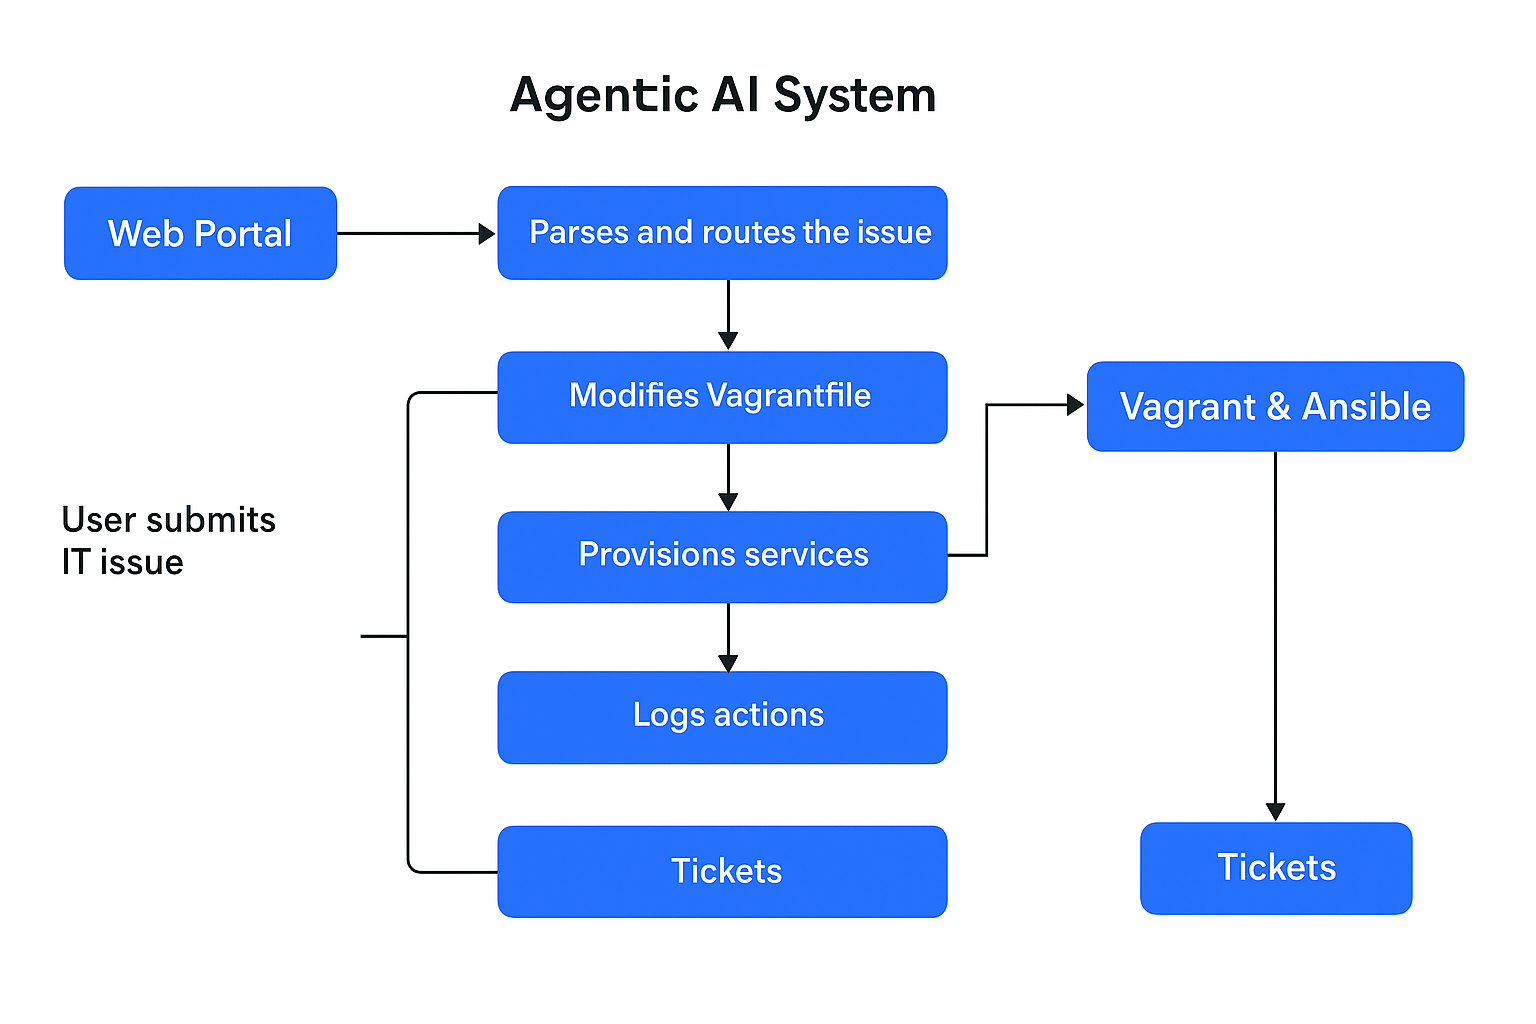 Agentic AI System
Web Portal
Parses and routes the issue
Modifies Vagrantfile
Vagrant & Ansible
User submits
IT issue
Provisions services
Logs actions
Tickets
Tickets